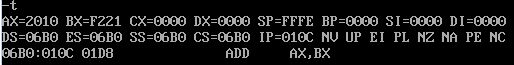 -t
AX=2010 BX=F221 CX=0000 DX=0000 SP=FFFE BP=0000 SI=0000 DI=0000
DS=06B0 ES=06B0 SS=06B0 CS=06B0 IP=010C NV UP EI PL NZ NA PE NC
06B0:010C 01D8 ADD AX,BX